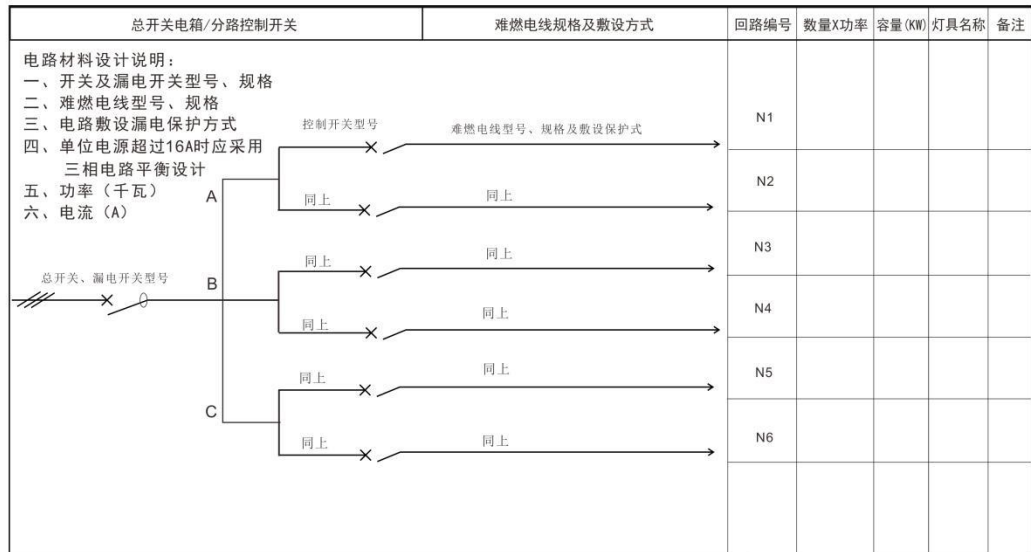 总开关电箱/分路控制开关
难燃电线规格及敷设方式
回路编号
数量X功率
容量(KW)
灯具名称
备注
电路材料设计说明：
一、开关及漏电开关型号、规格
二、难燃电线型号、规格
三、电路敷设漏电保护方式
四、单位电源超过16A时应采用
三相电路平衡设计
五、功率（千瓦）
六、电流（A）
控制开关型号
难燃电线型号、规格及敷设保护式
N1
A
同上
同上
N2
同上
同上
N3
总开关、漏电开关型号
B
同上
同上
N4
同上
同上
N5
C
同上
同上
N6